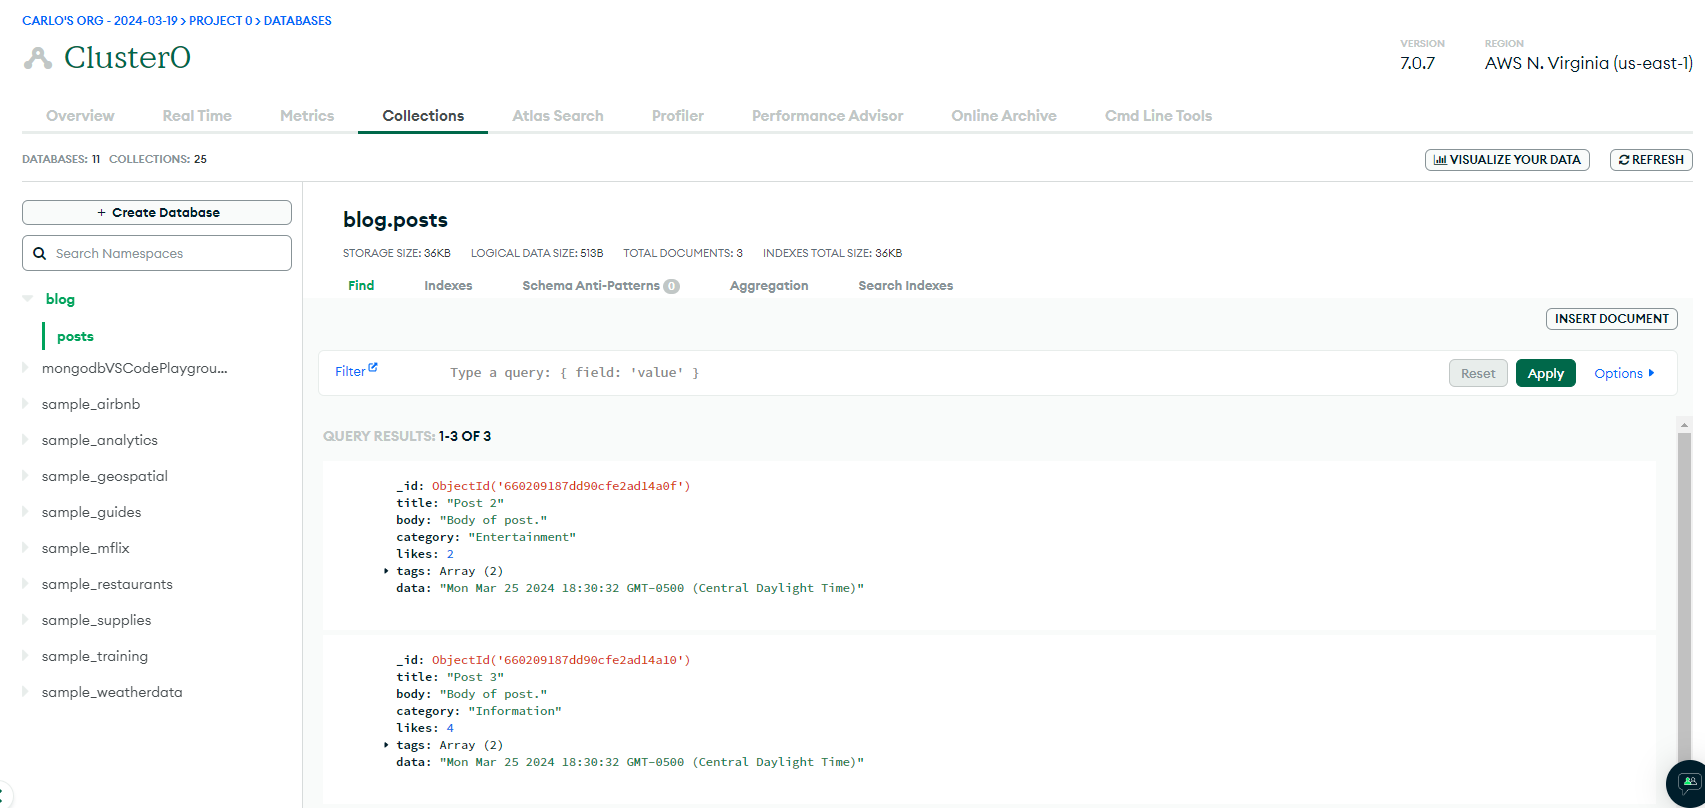 CARLO'S ORG - 2024-03-19 > PROJECT 0 > DATABASES
Cluster0
VERSION
7.0.7
REGION
AWS N. Virginia (us-east-1)
Overview Real Time Metrics Collections Atlas Search Profiler Performance Advisor Online Archive Cmd Line Tools
DATABASES: 11 COLLECTIONS: 25
VISUALIZE YOUR DATA
REFRESH
+ Create Database
Search Namespaces
blog
posts
mongodbVSCodePlaygrou...
sample_airbnb
sample_analytics
sample_geospatial
sample_guides
sample_mflix
sample_restaurants
sample_supplies
sample_training
sample_weatherdata
blog.posts
STORAGE SIZE: 36KB LOGICAL DATA SIZE: 513B TOTAL DOCUMENTS: 3 INDEXES TOTAL SIZE: 36KB
Find Indexes Schema Anti-Patterns 0 Aggregation Search Indexes
INSERT DOCUMENT
Filter Type a query: { field: 'value' } Reset Apply Options
QUERY RESULTS: 1-3 OF 3
_id: ObjectId('660209187dd90cfe2ad14a0f')
title: "Post 2"
body: "Body of post."
category: "Entertainment"
likes: 2
tags: Array (2)
data: "Mon Mar 25 2024 18:30:32 GMT-0500 (Central Daylight Time)"
_id: ObjectId('660209187dd90cfe2ad14a10')
title: "Post 3"
body: "Body of post."
category: "Information"
likes: 4
tags: Array (2)
data: "Mon Mar 25 2024 18:30:32 GMT-0500 (Central Daylight Time)"